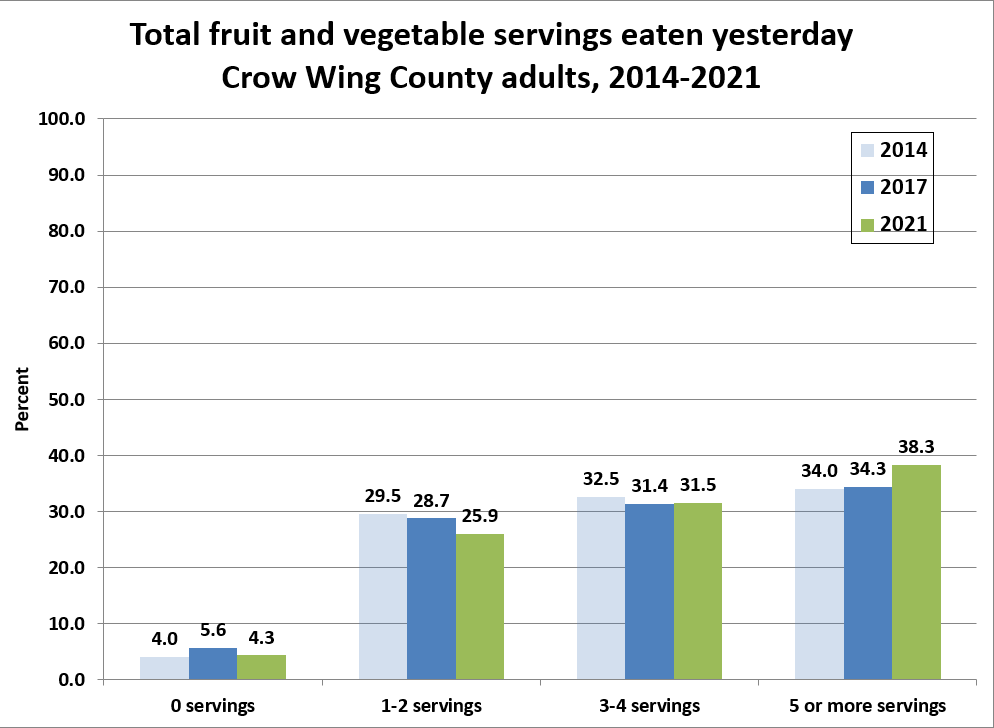 Total fruit and vegetable servings eaten yesterday
Crow Wing County adults, 2014-2021
100.0
90.0
80.0
70.0
60.0
50.0
40.0
30.0
20.0
10.0
0.0
Percent
2014
2017
2021
4.0 5.6 4.3
29.5 28.7 25.9
32.5 31.4 31.5
34.0 34.3 38.3
0 servings
1-2 servings
3-4 servings
5 or more servings